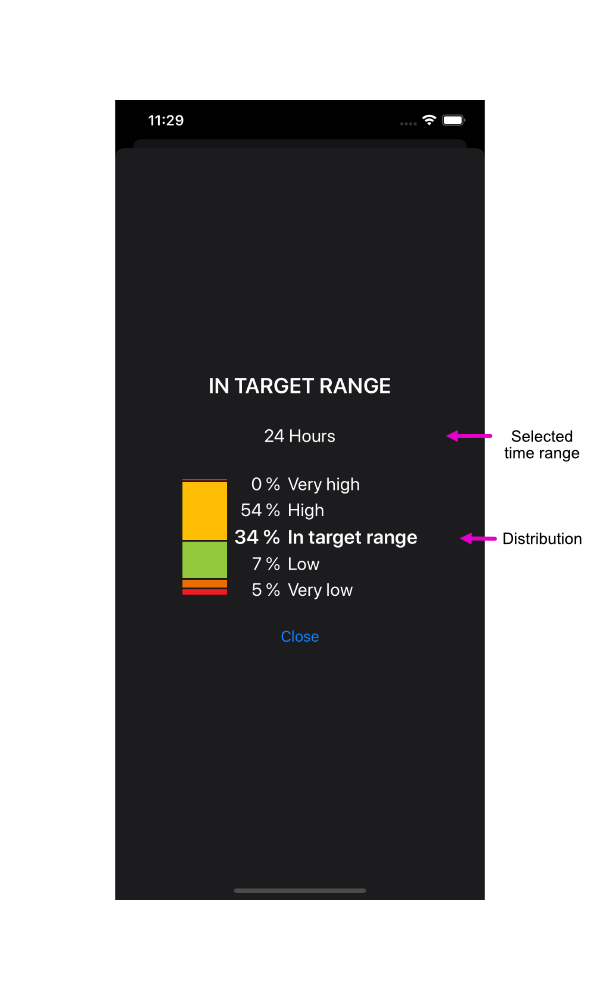 11:29
IN TARGET RANGE
24 Hours
Selected
time range
0 % Very high
54 % High
34 % In target range
Distribution
7 % Low
5 % Very low
Close